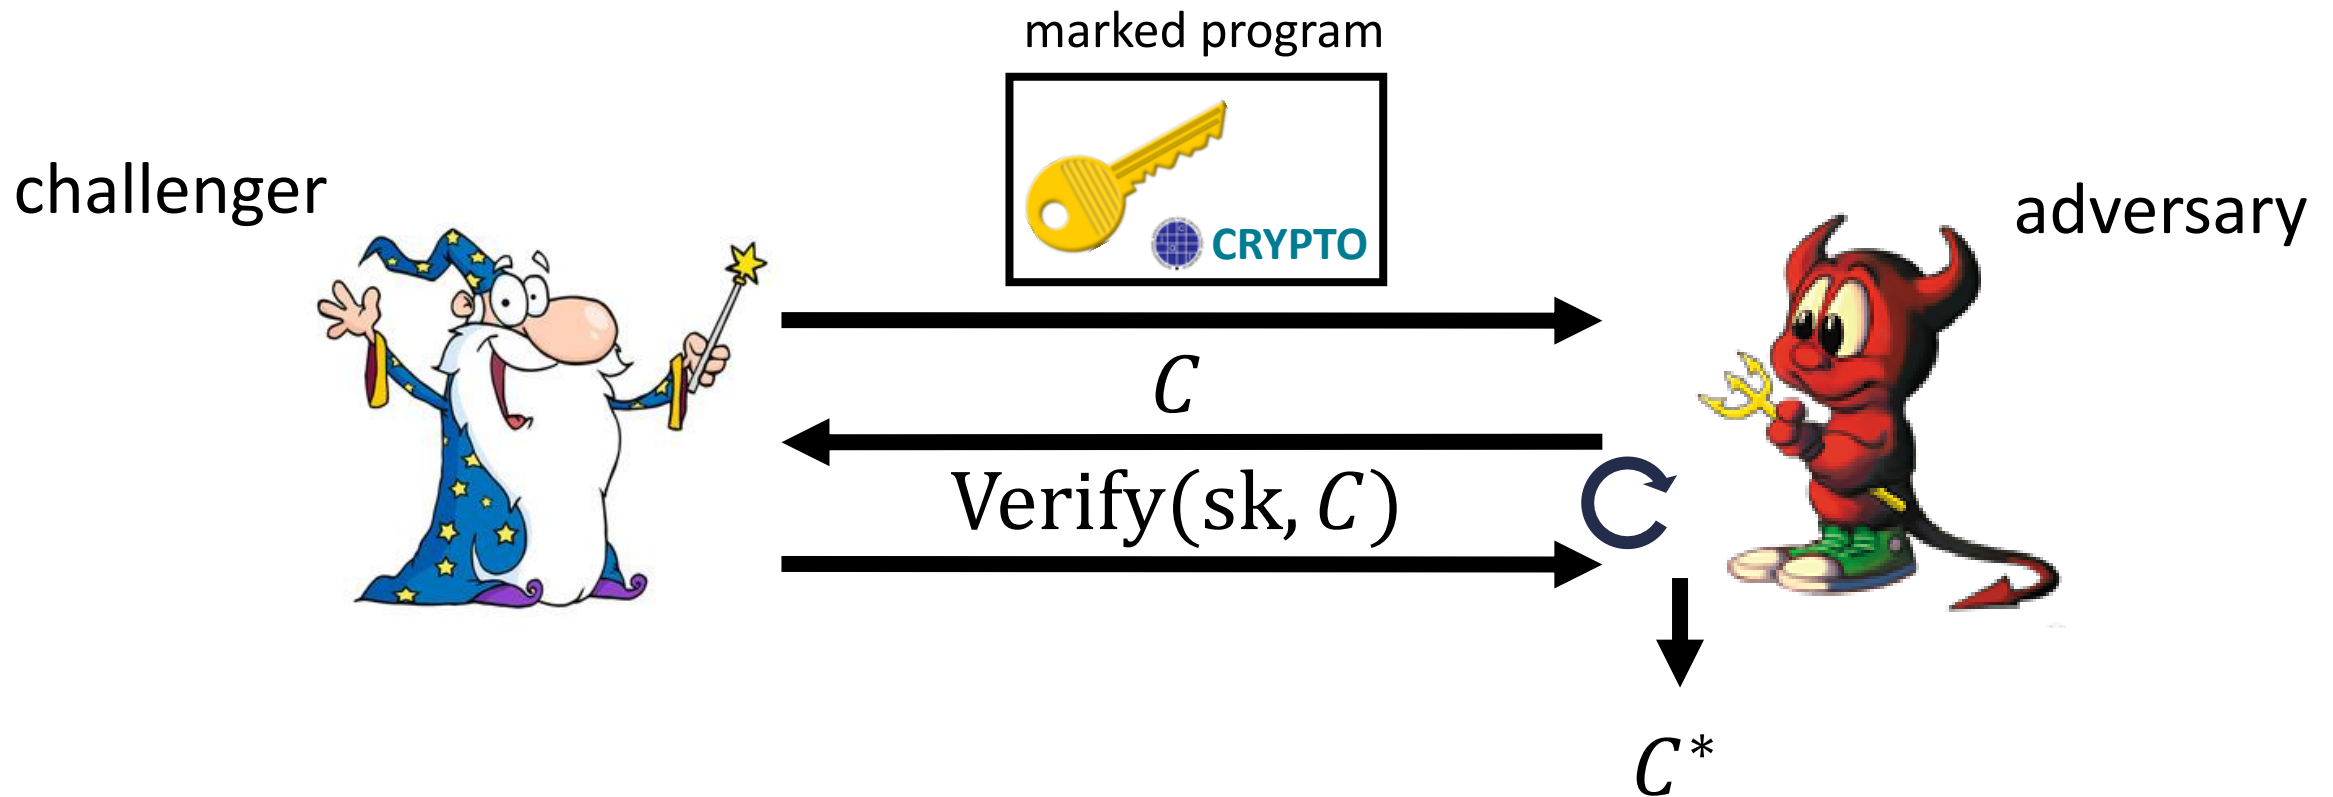 marked program
CRYPTO
challenger
adversary
C
Verify(sk, C)
C*